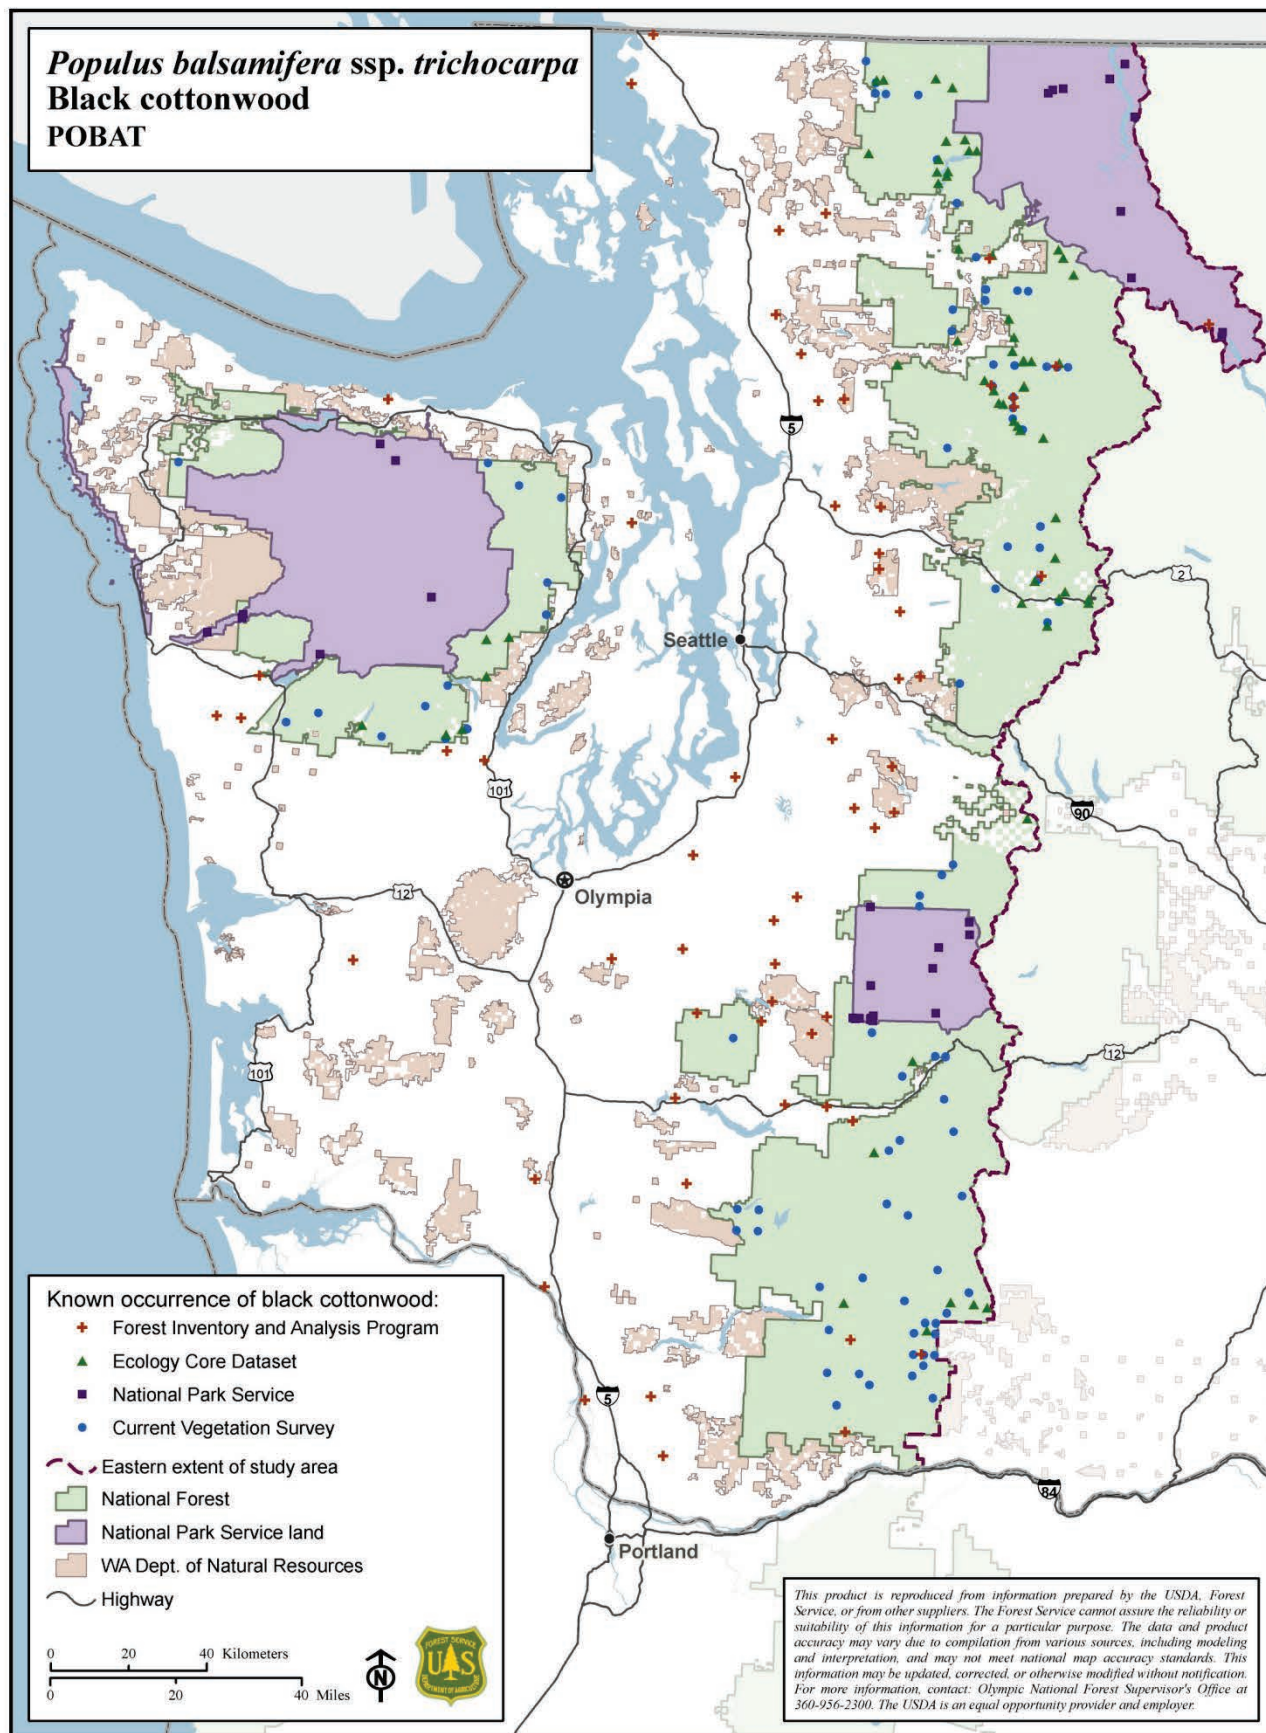 Populus balsamifera ssp. trichocarpa
Black cottonwood
POBAT
5
2
Seattle
101
90
Olympia
12
12
101
5
84
Portland
Known occurrence of black cottonwood:
Forest Inventory and Analysis Program
Ecology Core Dataset
National Park Service
Current Vegetation Survey
Eastern extent of study area
National Forest
National Park Service land
WA Dept. of Natural Resources
Highway
0 20 40 Kilometers
0 20 40 Miles
N
FOREST SERVICE
U S
DEPARTMENT OF AGRICULTURE
This product is reproduced from information prepared by the USDA, Forest
Service, or from other suppliers. The Forest Service cannot assure the reliability or
suitability of this information for a particular purpose. The data and product
accuracy may vary due to compilation from various sources, including modeling
and interpretation, and may not meet national map accuracy standards. This
information may be updated, corrected, or otherwise modified without notification.
For more information, contact: Olympic National Forest Supervisor's Office at
360-956-2300. The USDA is an equal opportunity provider and employer.